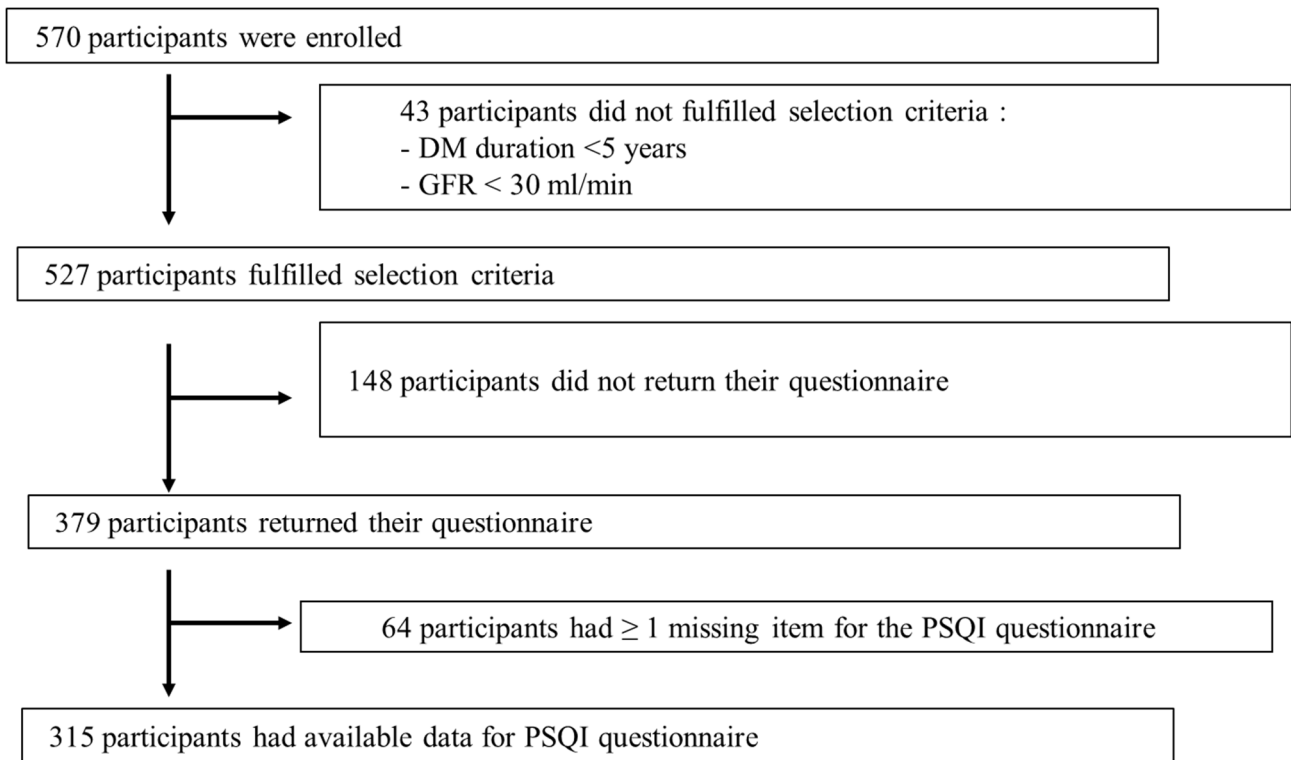 570 participants were enrolled
43 participants did not fulfilled selection criteria :
- DM duration <5 years
- GFR < 30 ml/min
527 participants fulfilled selection criteria
148 participants did not return their questionnaire
379 participants returned their questionnaire
64 participants had ≥ 1 missing item for the PSQI questionnaire
315 participants had available data for PSQI questionnaire